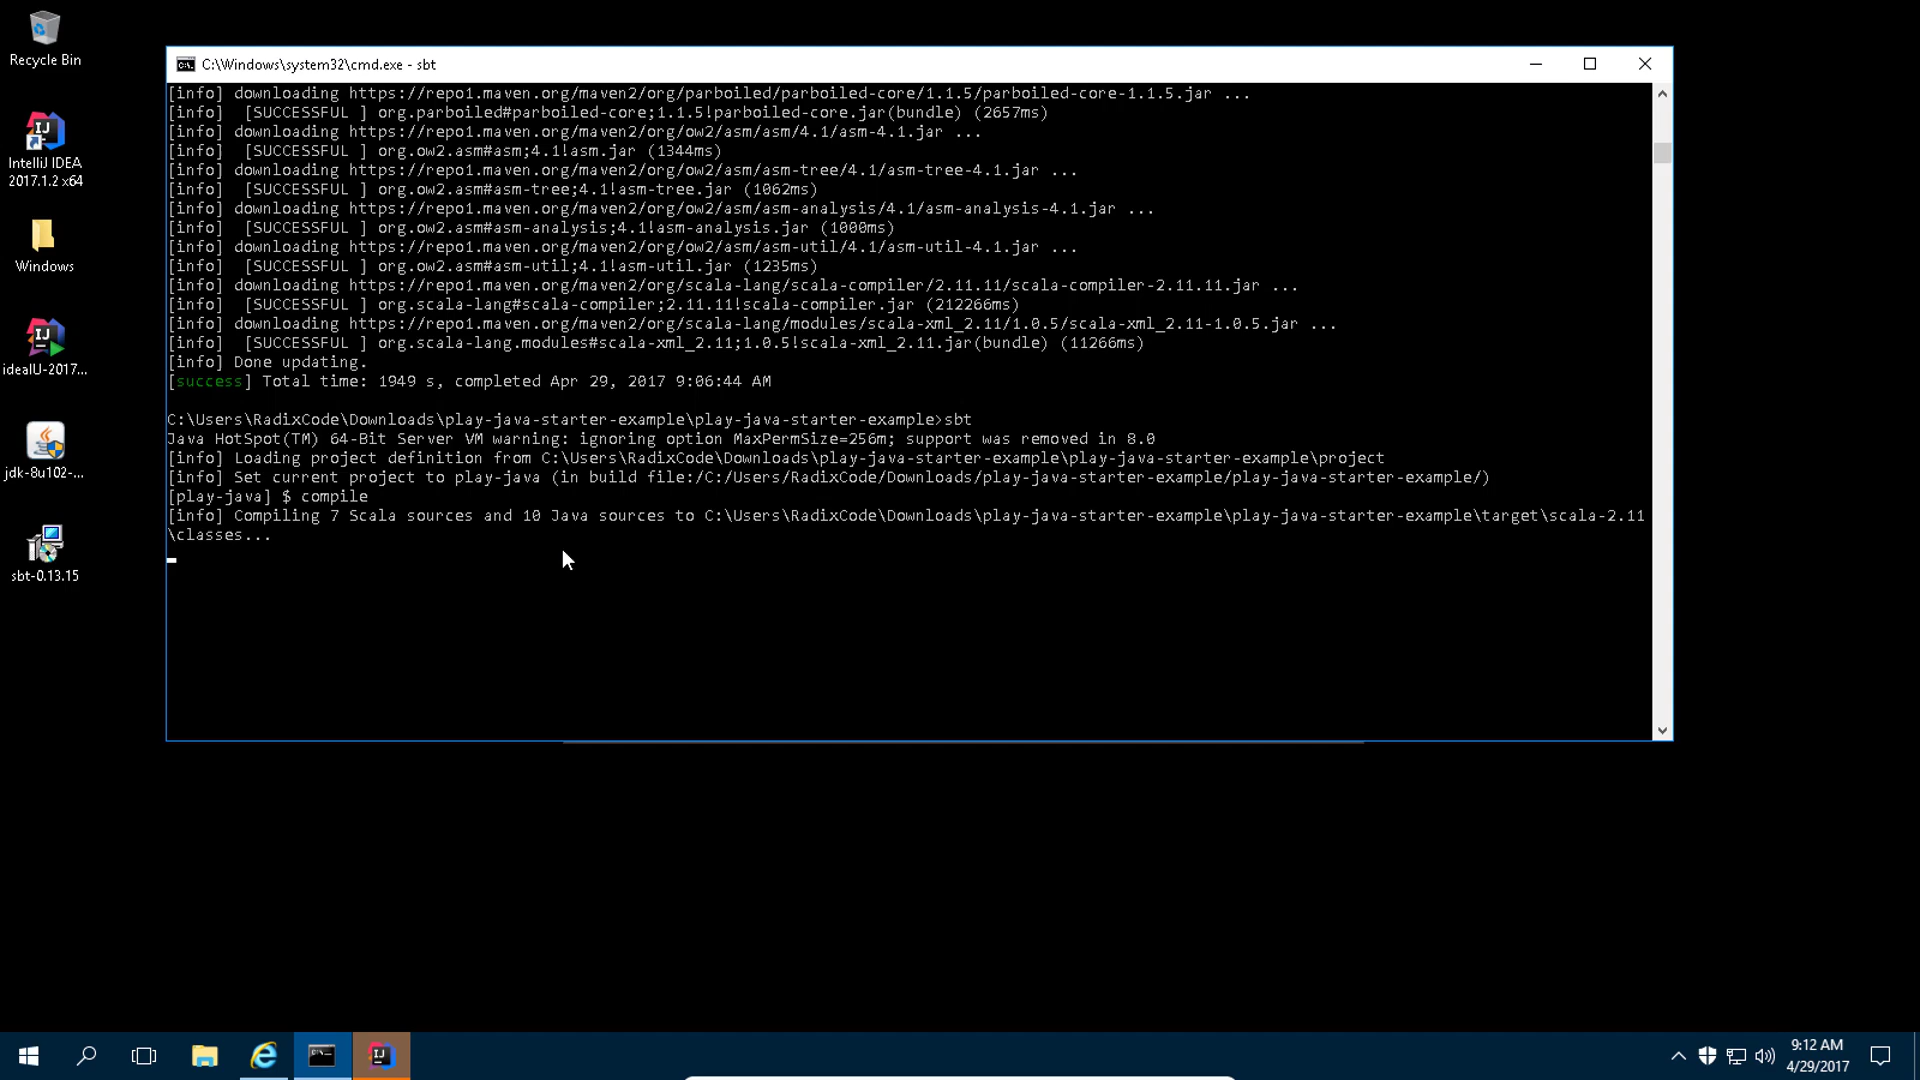 Recycle Bin
IntelliJ IDEA
2017.1.2 x64
Windows
ideaIU-2017...
jdk-8u102-...
sbt-0.13.15
C:\Windows\system32\cmd.exe - sbt
[info] downloading https://repo1.maven.org/maven2/org/parboiled/parboiled-core/1.1.5/parboiled-core-1.1.5.jar ...
[info]  [SUCCESSFUL ] org.parboiled#parboiled-core;1.1.5!parboiled-core.jar(bundle) (2657ms)
[info] downloading https://repo1.maven.org/maven2/org/ow2/asm/asm/4.1/asm-4.1.jar ...
[info]  [SUCCESSFUL ] org.ow2.asm#asm;4.1!asm.jar (1344ms)
[info] downloading https://repo1.maven.org/maven2/org/ow2/asm/asm-tree/4.1/asm-tree-4.1.jar ...
[info]  [SUCCESSFUL ] org.ow2.asm#asm-tree;4.1!asm-tree.jar (1062ms)
[info] downloading https://repo1.maven.org/maven2/org/ow2/asm/asm-analysis/4.1/asm-analysis-4.1.jar ...
[info]  [SUCCESSFUL ] org.ow2.asm#asm-analysis;4.1!asm-analysis.jar (1000ms)
[info] downloading https://repo1.maven.org/maven2/org/ow2/asm/asm-util/4.1/asm-util-4.1.jar ...
[info]  [SUCCESSFUL ] org.ow2.asm#asm-util;4.1!asm-util.jar (1235ms)
[info] downloading https://repo1.maven.org/maven2/org/scala-lang/scala-compiler/2.11.11/scala-compiler-2.11.11.jar ...
[info]  [SUCCESSFUL ] org.scala-lang#scala-compiler;2.11.11!scala-compiler.jar (212266ms)
[info] downloading https://repo1.maven.org/maven2/org/scala-lang/modules/scala-xml_2.11/1.0.5/scala-xml_2.11-1.0.5.jar ...
[info]  [SUCCESSFUL ] org.scala-lang.modules#scala-xml_2.11;1.0.5!scala-xml_2.11.jar(bundle) (11266ms)
[info] Done updating.
[success] Total time: 1949 s, completed Apr 29, 2017 9:06:44 AM
C:\Users\RadixCode\Downloads\play-java-starter-example\play-java-starter-example>sbt
Java HotSpot(TM) 64-Bit Server VM warning: ignoring option MaxPermSize=256m; support was removed in 8.0
[info] Loading project definition from C:\Users\RadixCode\Downloads\play-java-starter-example\play-java-starter-example\project
[info] Set current project to play-java (in build file:/C:/Users/RadixCode/Downloads/play-java-starter-example/play-java-starter-example/)
[play-java] $ compile
[info] Compiling 7 Scala sources and 10 Java sources to C:\Users\RadixCode\Downloads\play-java-starter-example\play-java-starter-example\target\scala-2.11
\classes...
9:12 AM
4/29/2017